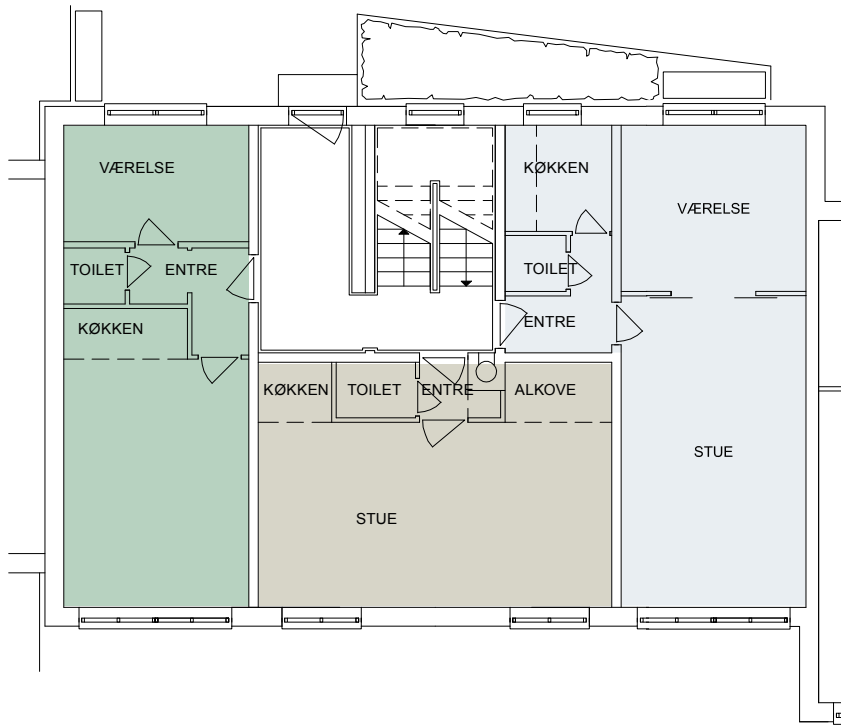 VÆRELSE
TOILET
ENTRE
KØKKEN
KØKKEN
TOILET
ENTRE
ALKOVE
STUE
KØKKEN
VÆRELSE
TOILET
ENTRE
STUE